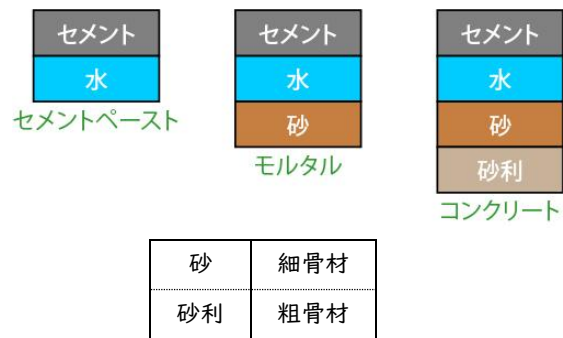 セメント
水
セメントペースト
セメント
水
砂
モルタル
セメント
水
砂
砂利
コンクリート
砂 細骨材
砂利 粗骨材